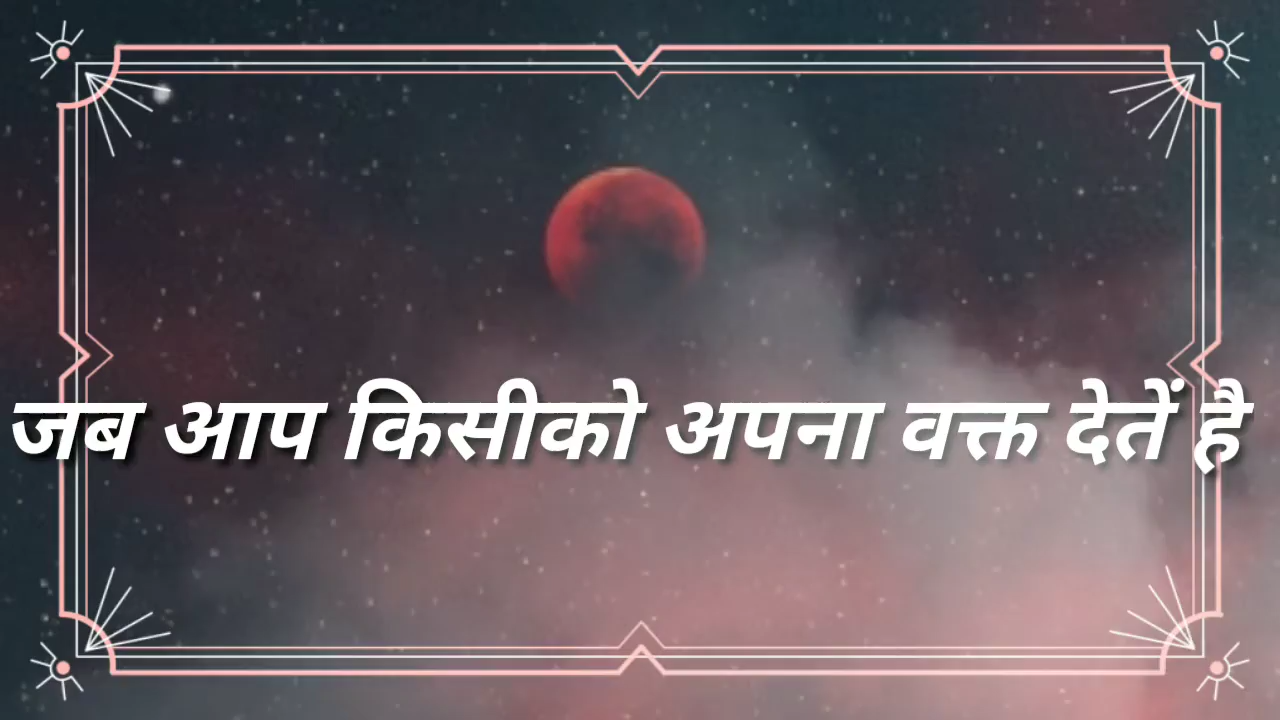 जब आप किसीको अपना वक्त देतें है